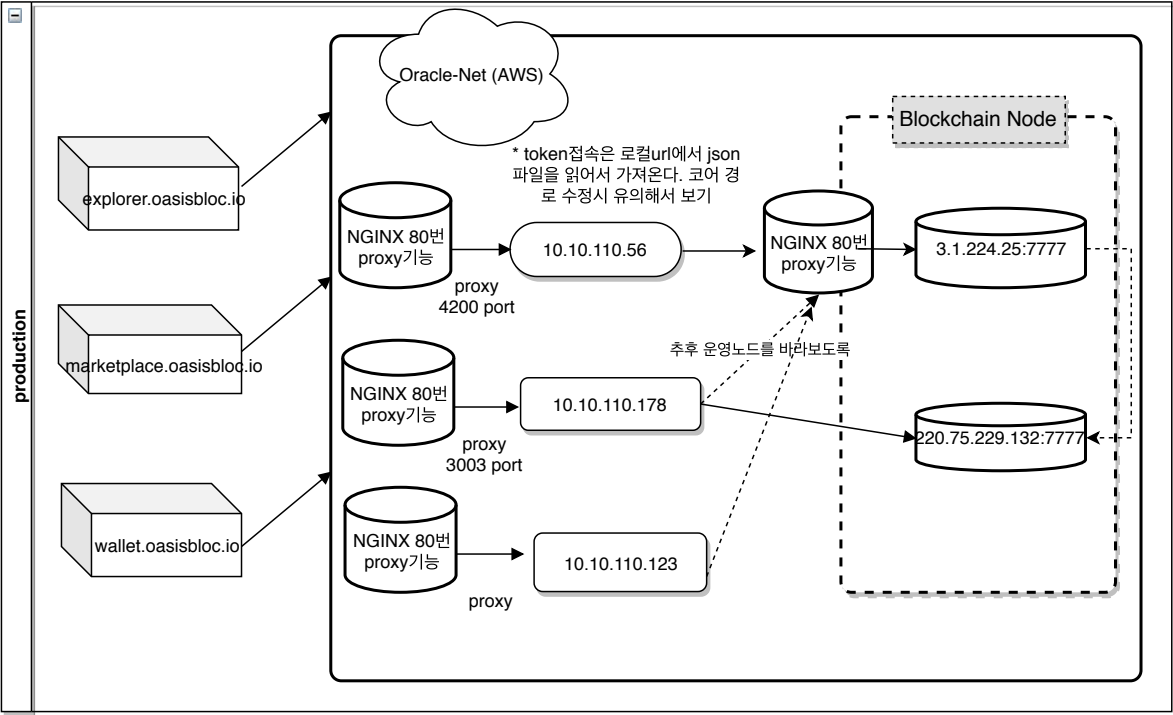 production
Oracle-Net (AWS)
Blockchain Node
* token접속은 로컬url에서 json
파일을 읽어서 가져온다. 코어 경
로 수정시 유의해서 보기
explorer.oasisbloc.io
NGINX 80번
proxy기능
proxy
4200 port
10.10.110.56
NGINX 80번
proxy기능
3.1.224.25:7777
추후 운영노드를 바라보도록
marketplace.oasisbloc.io
NGINX 80번
proxy기능
proxy
3003 port
10.10.110.178
220.75.229.132:7777
wallet.oasisbloc.io
NGINX 80번
proxy기능
proxy
10.10.110.123